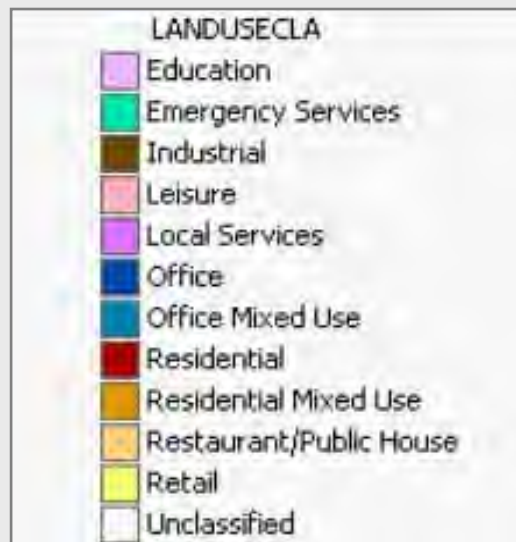 LANDUSECLA
Education
Emergency Services
Industrial
Leisure
Local Services
Office
Office Mixed Use
Residential
Residential Mixed Use
Restaurant/Public House
Retail
Unclassified